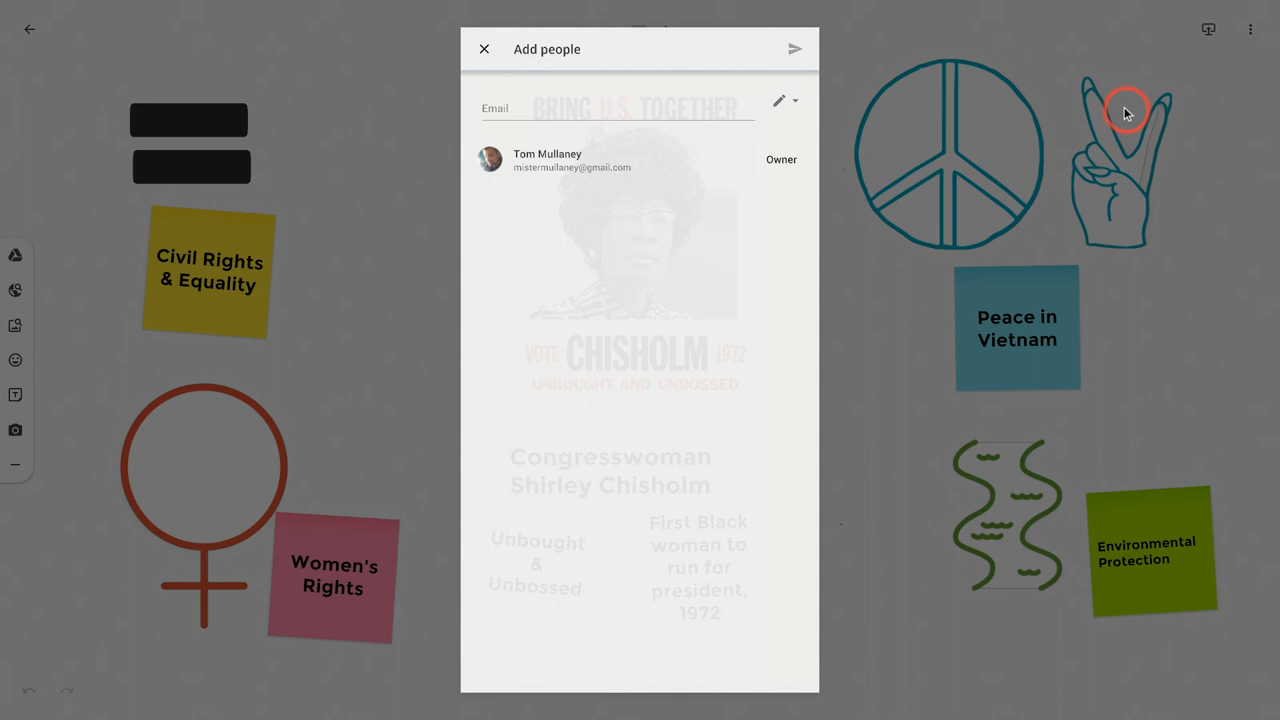 Add people
Email
BRING U.S. TOGETHER
Tom Mullaney
mistermullaney@gmail.com
Owner
Civil Rights
& Equality
VOTE CHISHOLM 1972
UNBOUGHT AND UNBOSSED
Peace in
Vietnam
Congresswoman
Shirley Chisholm
Unbought
&
Unbossed
First Black
woman to
run for
president,
1972
Women's
Rights
Environmental
Protection